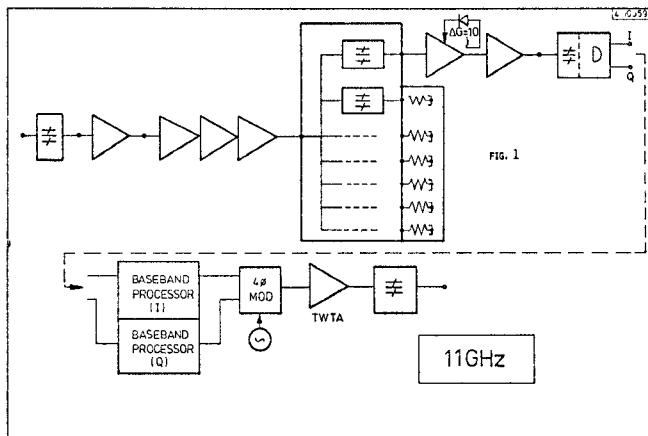 ΔG=10
I
D
Q
FIG. 1
BASEBAND
PROCESSOR
(I)
BASEBAND
PROCESSOR
(Q)
4Ø
MOD
TWTA
11GHz